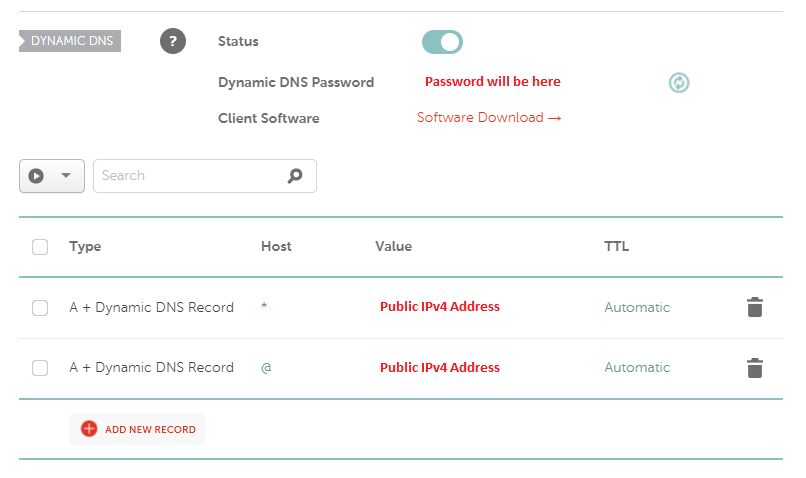 DYNAMIC DNS ? Status
Dynamic DNS Password Password will be here
Client Software Software Download →
Search
Type Host Value TTL
A + Dynamic DNS Record * Public IPv4 Address Automatic
A + Dynamic DNS Record @ Public IPv4 Address Automatic
ADD NEW RECORD